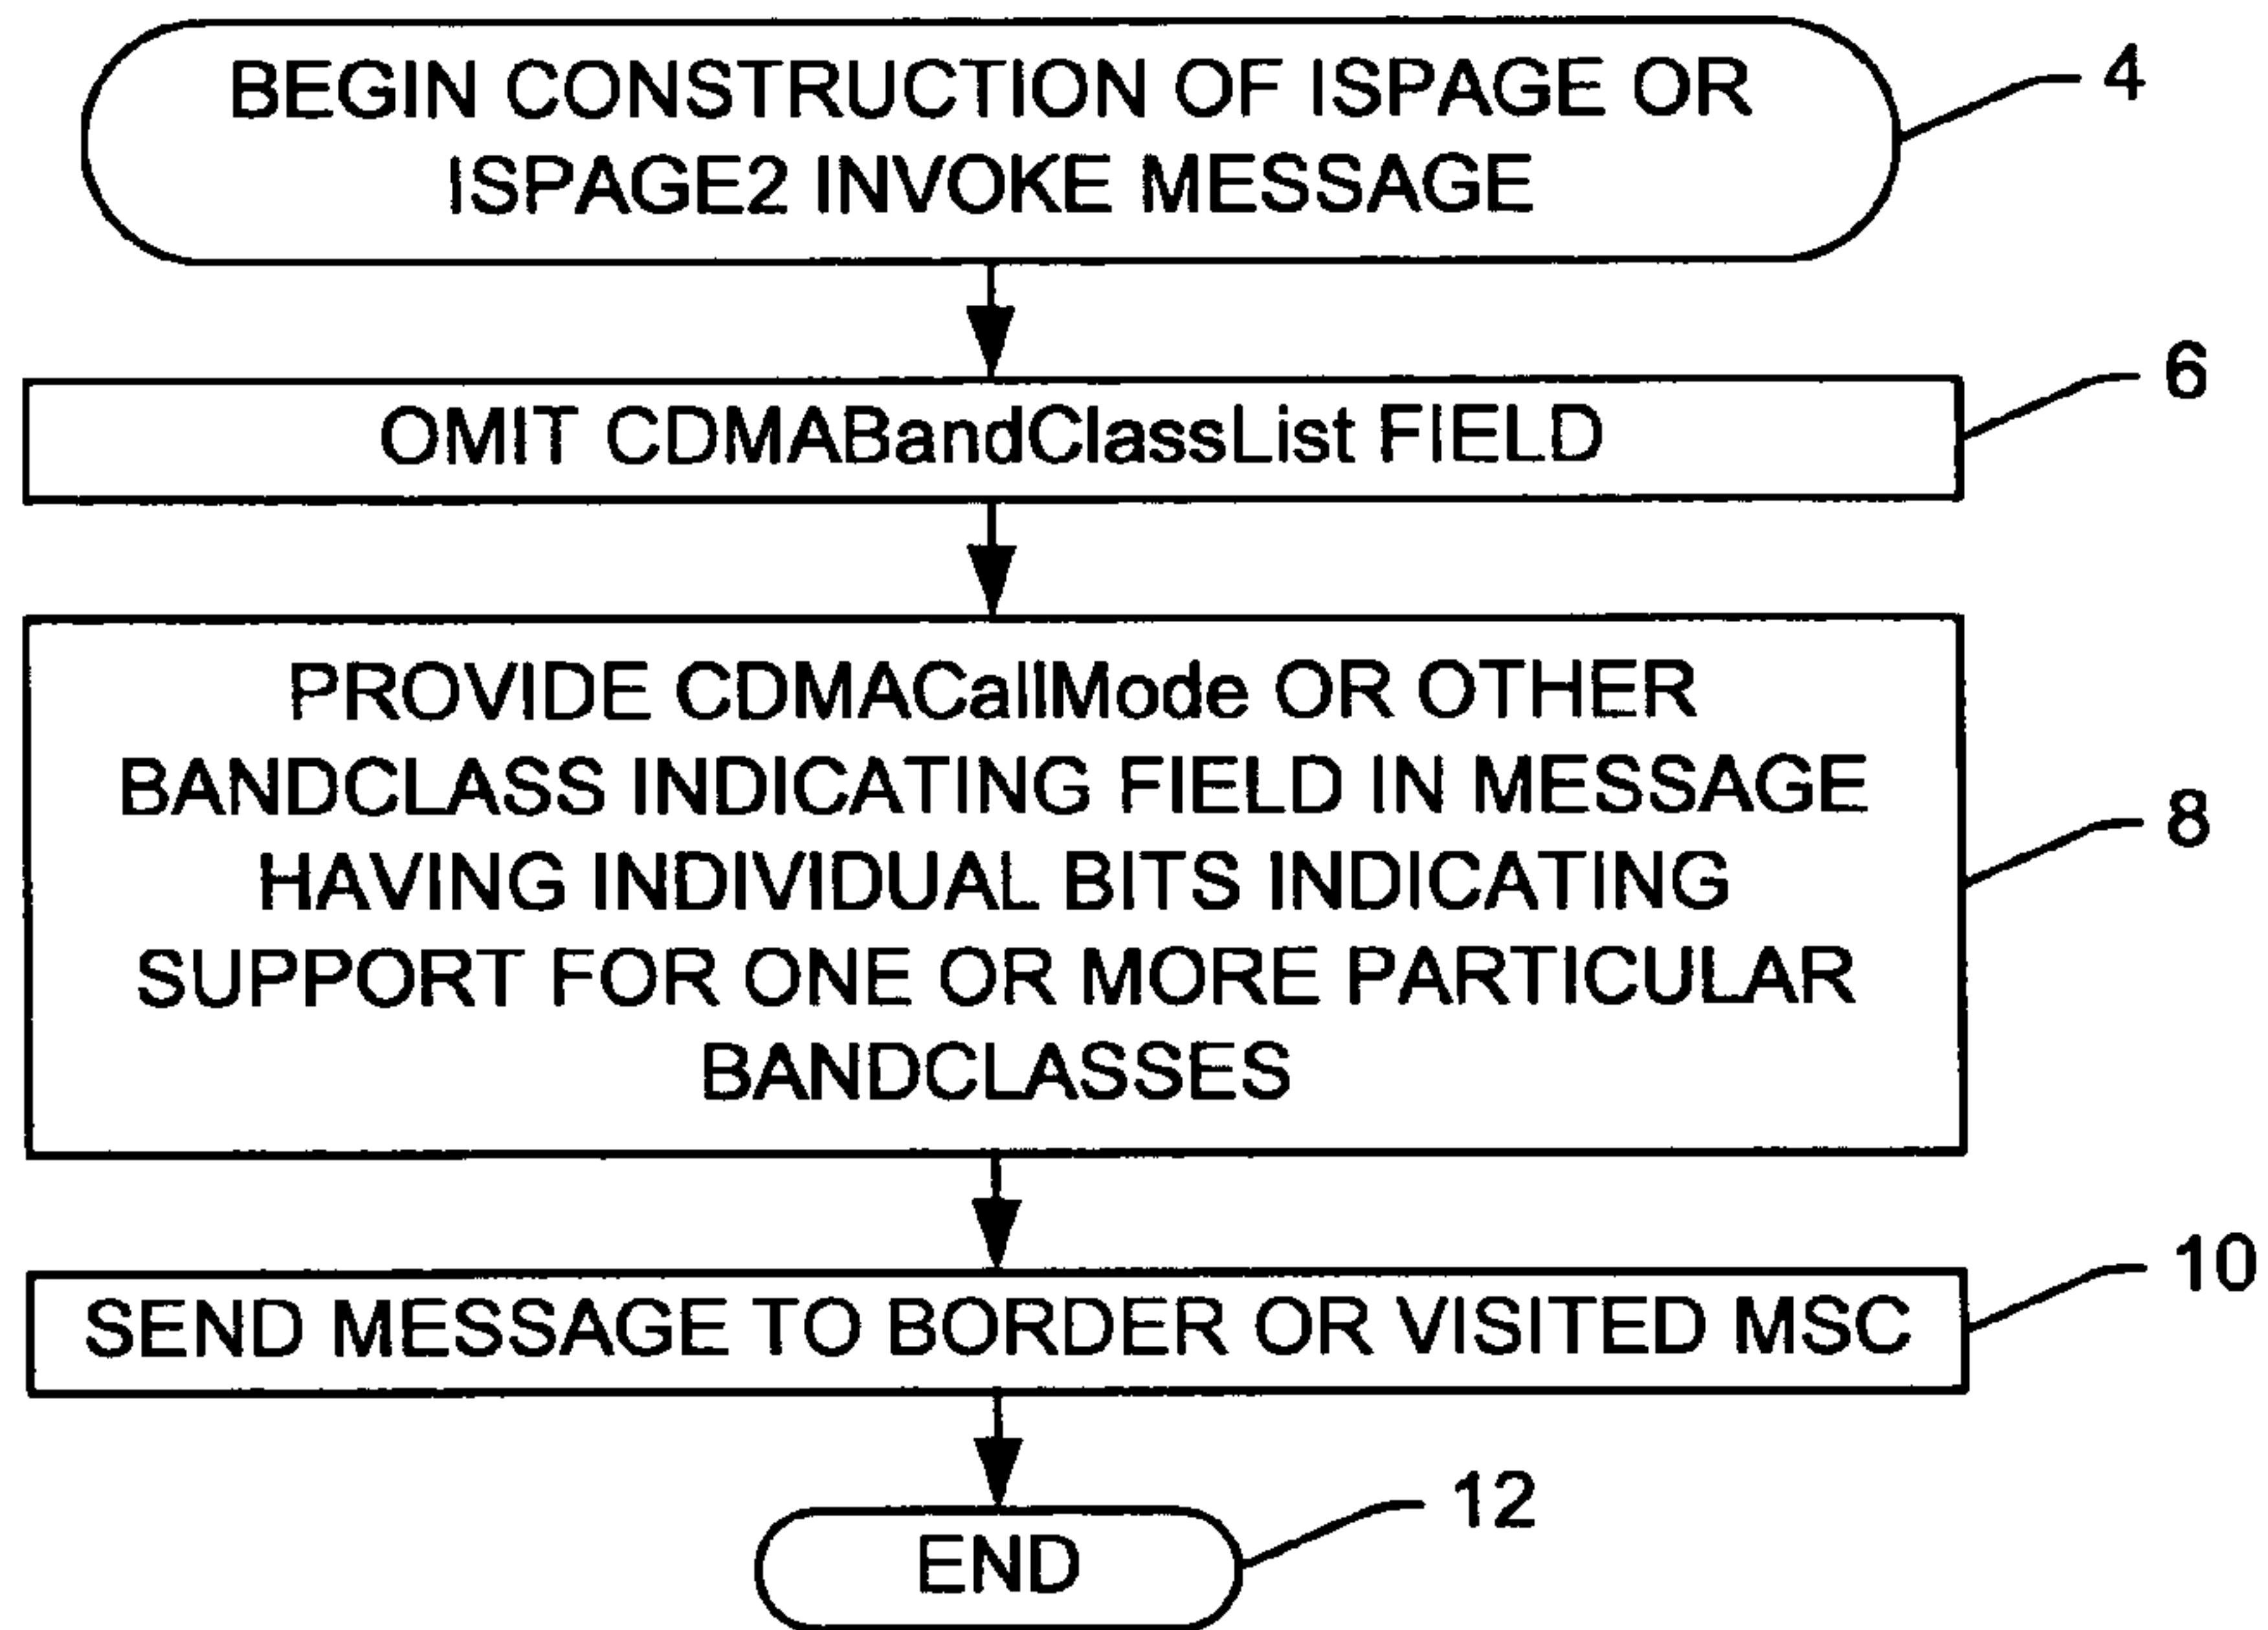 BEGIN CONSTRUCTION OF ISPAGE OR
ISPAGE2 INVOKE MESSAGE
4
OMIT CDMABandClassList FIELD
6
PROVIDE CDMACallMode OR OTHER
BANDCLASS INDICATING FIELD IN MESSAGE
HAVING INDIVIDUAL BITS INDICATING
SUPPORT FOR ONE OR MORE PARTICULAR
BANDCLASSES
8
SEND MESSAGE TO BORDER OR VISITED MSC
10
END
12